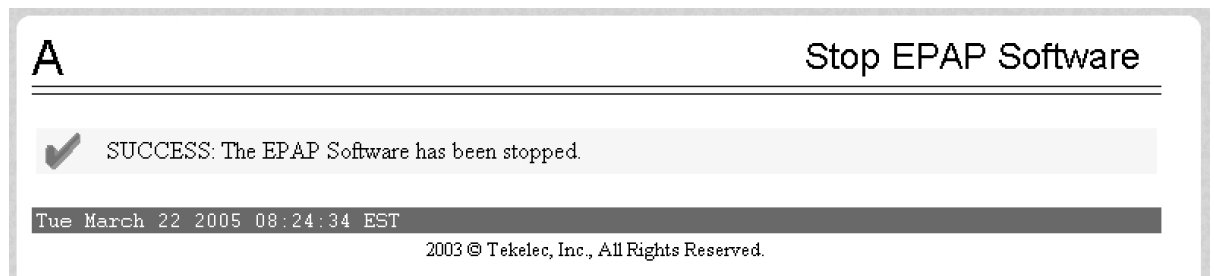 A Stop EPAP Software
SUCCESS: The EPAP Software has been stopped.
Tue March 22 2005 08:24:34 EST
2003 © Tekelec, Inc., All Rights Reserved.